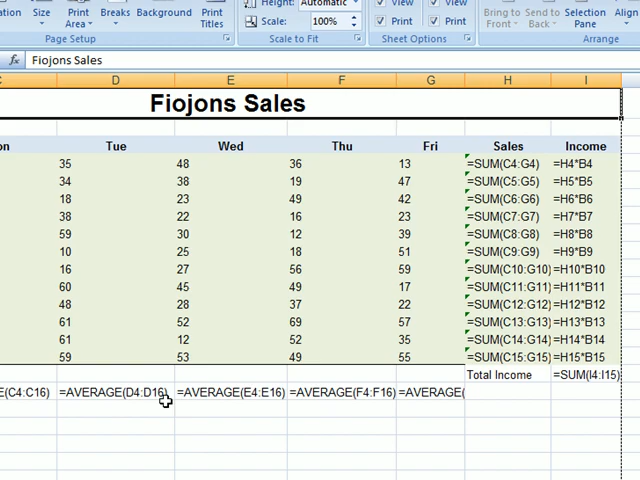 Height: Automatic View View
Size Print Area Breaks Background Print Titles Scale: 100% Print Print Bring to Front Send to Back Selection Pane Align
Page Setup Scale to Fit Sheet Options Arrange
fx Fiojons Sales
D E F G H I
Fiojons Sales
Tue Wed Thu Fri Sales Income
35 48 36 13 =SUM(C4:G4) =H4*B4
34 38 19 47 =SUM(C5:G5) =H5*B5
18 23 49 42 =SUM(C6:G6) =H6*B6
38 22 16 23 =SUM(C7:G7) =H7*B7
59 30 12 39 =SUM(C8:G8) =H8*B8
10 25 18 51 =SUM(C9:G9) =H9*B9
16 27 56 59 =SUM(C10:G10) =H10*B10
60 45 49 17 =SUM(C11:G11) =H11*B11
48 28 37 22 =SUM(C12:G12) =H12*B12
61 52 69 57 =SUM(C13:G13) =H13*B13
61 12 52 35 =SUM(C14:G14) =H14*B14
59 53 49 55 =SUM(C15:G15) =H15*B15
Total Income =SUM(I4:I15)
E(C4:C16) =AVERAGE(D4:D16) =AVERAGE(E4:E16) =AVERAGE(F4:F16) =AVERAGE(